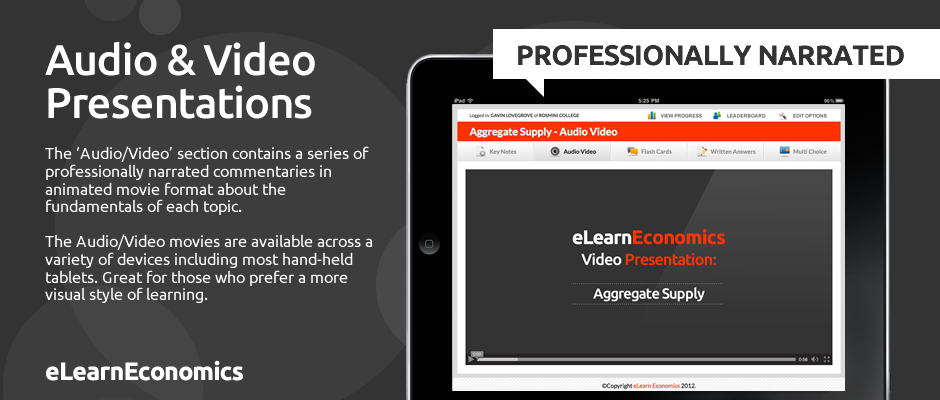 Audio & Video
Presentations
The ‘Audio/Video’ section contains a series of
professionally narrated commentaries in
animated movie format about the
fundamentals of each topic.
The Audio/Video movies are available across a
variety of devices including most hand-held
tablets. Great for those who prefer a more
visual style of learning.
eLearnEconomics
PROFESSIONALLY NARRATED
iPad 5:25 PM 95%
Logged in: GAVIN LOVEGROVE of ROSMINI COLLEGE VIEW PROGRESS LEADERBOARD EDIT OPTIONS
Aggregate Supply - Audio Video
Key Notes Audio Video Flash Cards Written Answers Multi Choice
eLearnEconomics
Video Presentation:
Aggregate Supply
0:00
0:56
©Copyright eLearn Economics 2012.